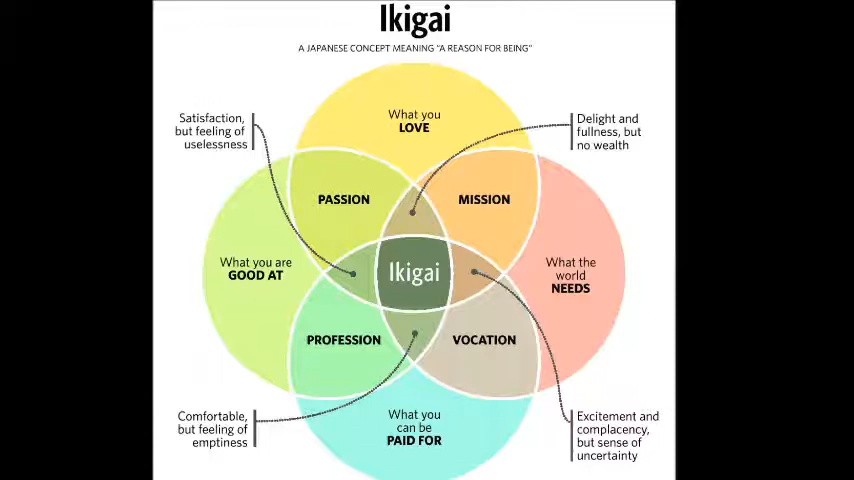 Ikigai
A JAPANESE CONCEPT MEANING "A REASON FOR BEING"
What you
LOVE
Satisfaction,
but feeling of
uselessness
Delight and
fullness, but
no wealth
PASSION
MISSION
What you are
GOOD AT
Ikigai
What the
world
NEEDS
PROFESSION
VOCATION
Comfortable,
but feeling of
emptiness
What you
can be
PAID FOR
Excitement and
complacency,
but sense of
uncertainty